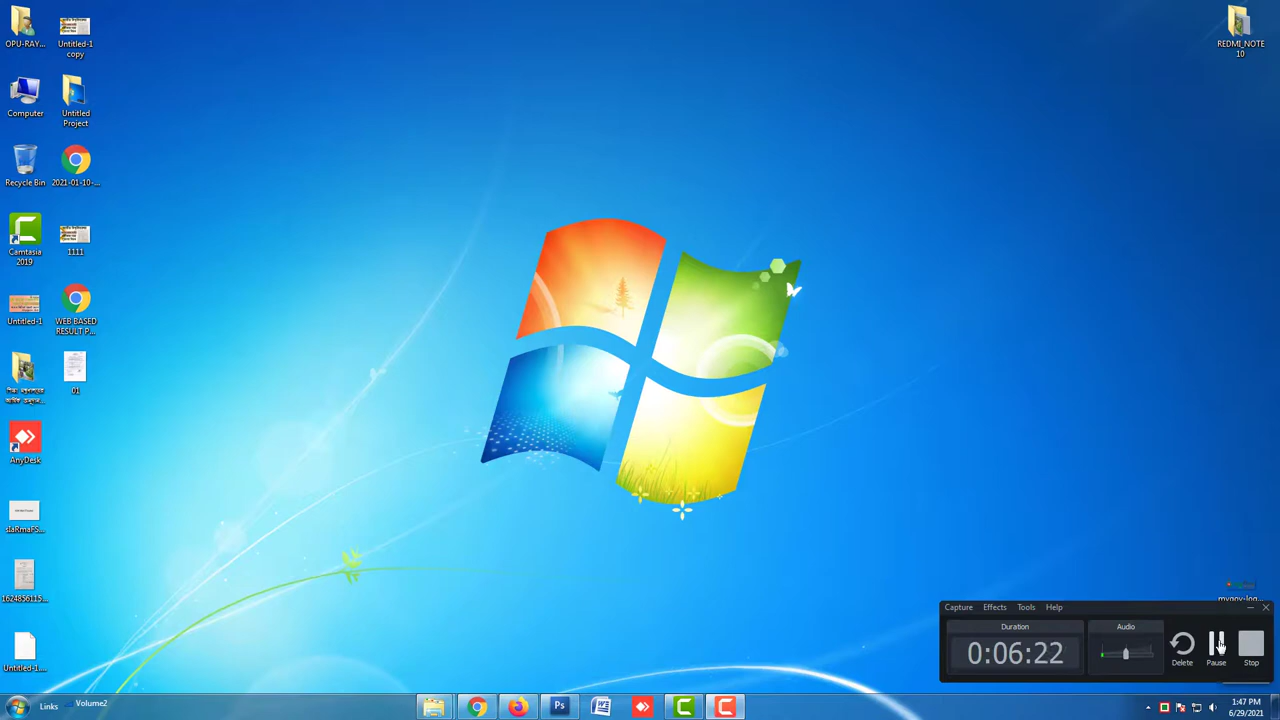 OPU-RAY...
Untitled-1
copy
REDMI_NOTE
10
Computer
Untitled
Project
Recycle Bin
2021-01-10-...
Camtasia
2019
1111
Untitled-1
WEB BASED
RESULT P...
01
AnyDesk
1624856115...
Untitled-1....
Capture Effects Tools Help
Duration
Audio
0:06:22
Delete
Pause
Stop
Links
Volume2
Ps
1:47 PM
6/29/2021